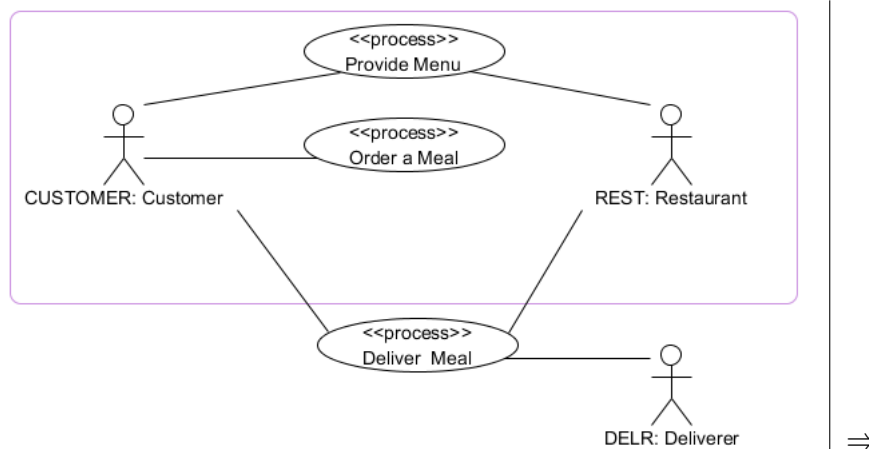 <<process>>
Provide Menu
<<process>>
Order a Meal
CUSTOMER: Customer
REST: Restaurant
<<process>>
Deliver Meal
DELR: Deliverer
⇒